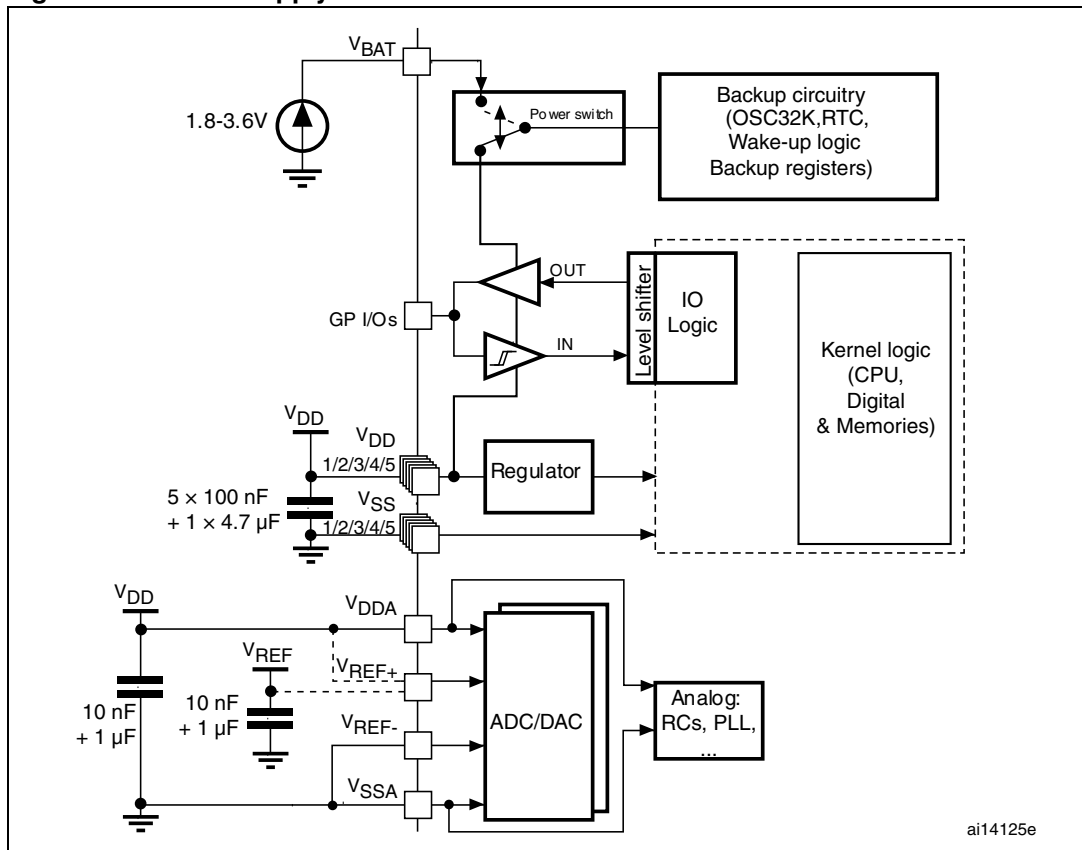 V_BAT
1.8-3.6V
Power switch
Backup circuitry
(OSC32K,RTC,
Wake-up logic
Backup registers)
OUT
GP I/Os
IN
Level shifter
IO
Logic
Kernel logic
(CPU,
Digital
& Memories)
V_DD
V_DD
1/2/3/4/5
Regulator
5 × 100 nF
+ 1 × 4.7 µF
V_SS
1/2/3/4/5
V_DD
V_DDA
V_REF
V_REF+
10 nF
+ 1 µF
10 nF
+ 1 µF
V_REF-
ADC/DAC
Analog:
RCs, PLL,
...
V_SSA
ai14125e